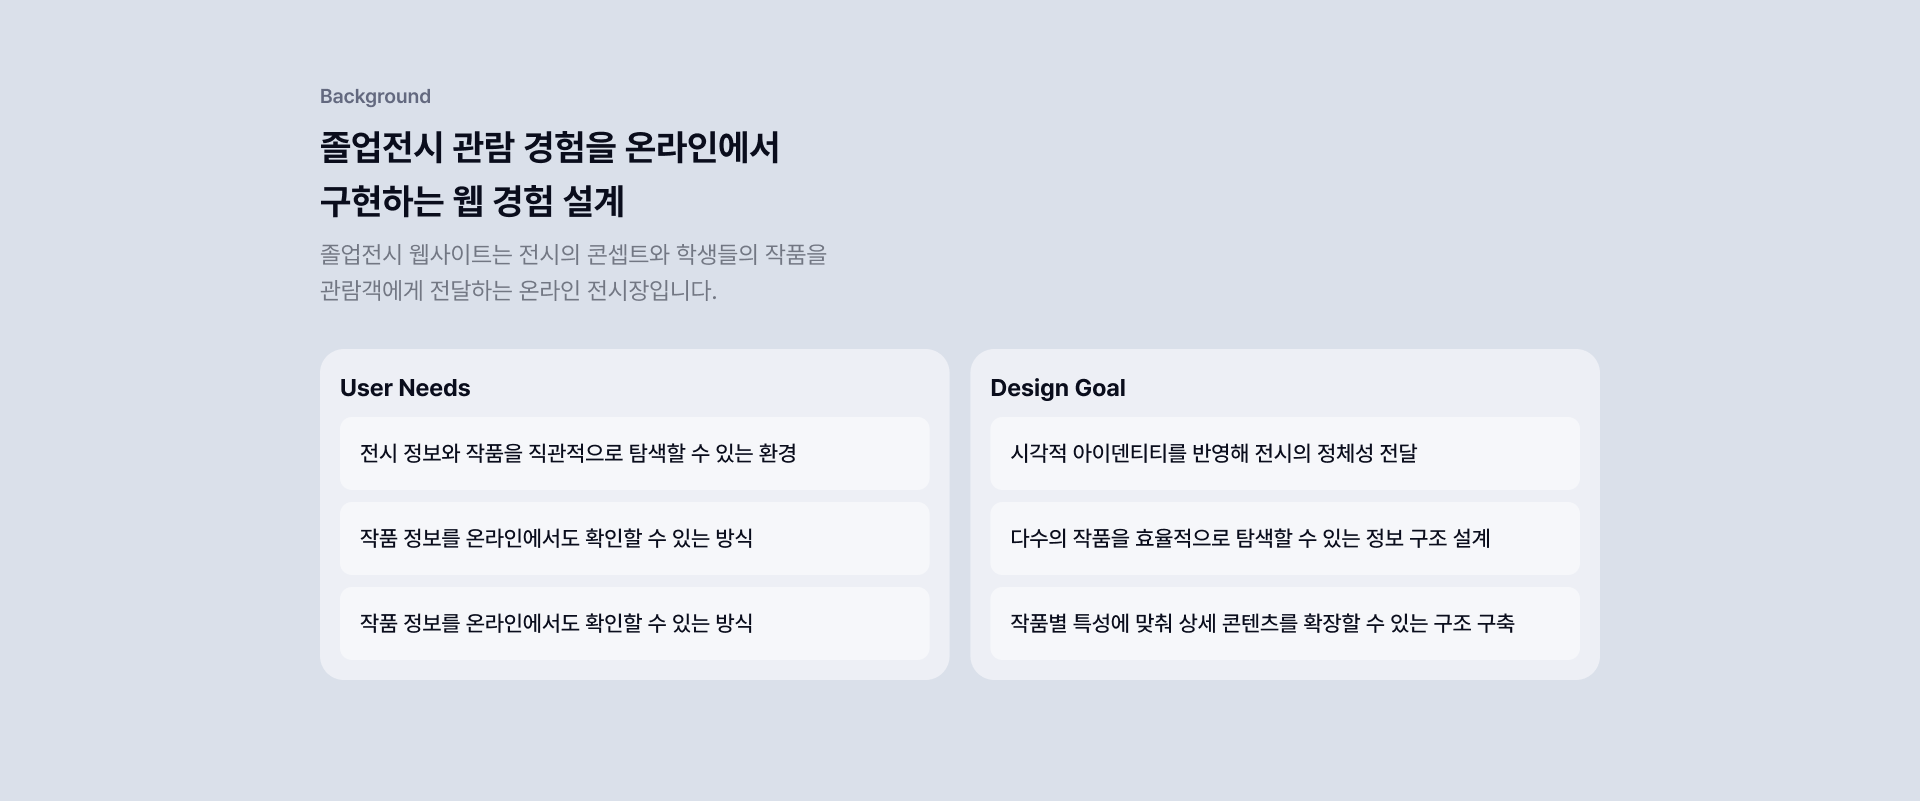 Background
졸업전시 관람 경험을 온라인에서
구현하는 웹 경험 설계
졸업전시 웹사이트는 전시의 콘셉트와 학생들의 작품을
관람객에게 전달하는 온라인 전시장입니다.
User Needs
전시 정보와 작품을 직관적으로 탐색할 수 있는 환경
작품 정보를 온라인에서도 확인할 수 있는 방식
작품 정보를 온라인에서도 확인할 수 있는 방식
Design Goal
시각적 아이덴티티를 반영해 전시의 정체성 전달
다수의 작품을 효율적으로 탐색할 수 있는 정보 구조 설계
작품별 특성에 맞춰 상세 콘텐츠를 확장할 수 있는 구조 구축